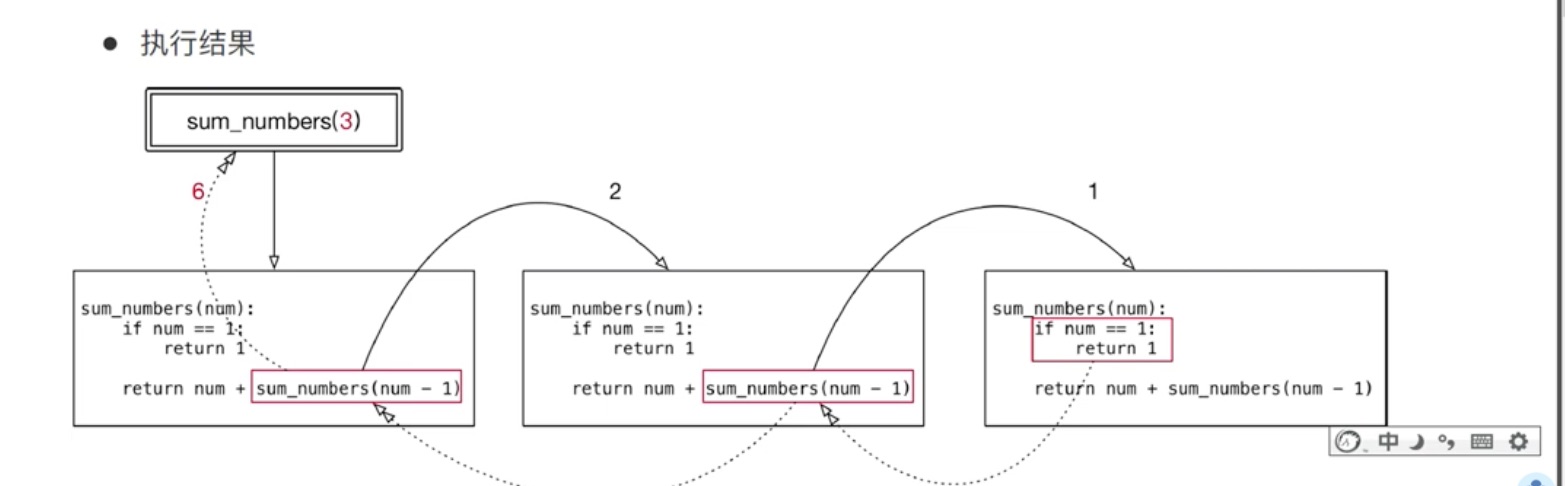 ● 执行结果
sum_numbers(3)
6
2
1
sum_numbers(num):
if num == 1:
return 1
return num + sum_numbers(num - 1)
sum_numbers(num):
if num == 1:
return 1
return num + sum_numbers(num - 1)
sum_numbers(num):
if num == 1:
return 1
return num + sum_numbers(num - 1)
中